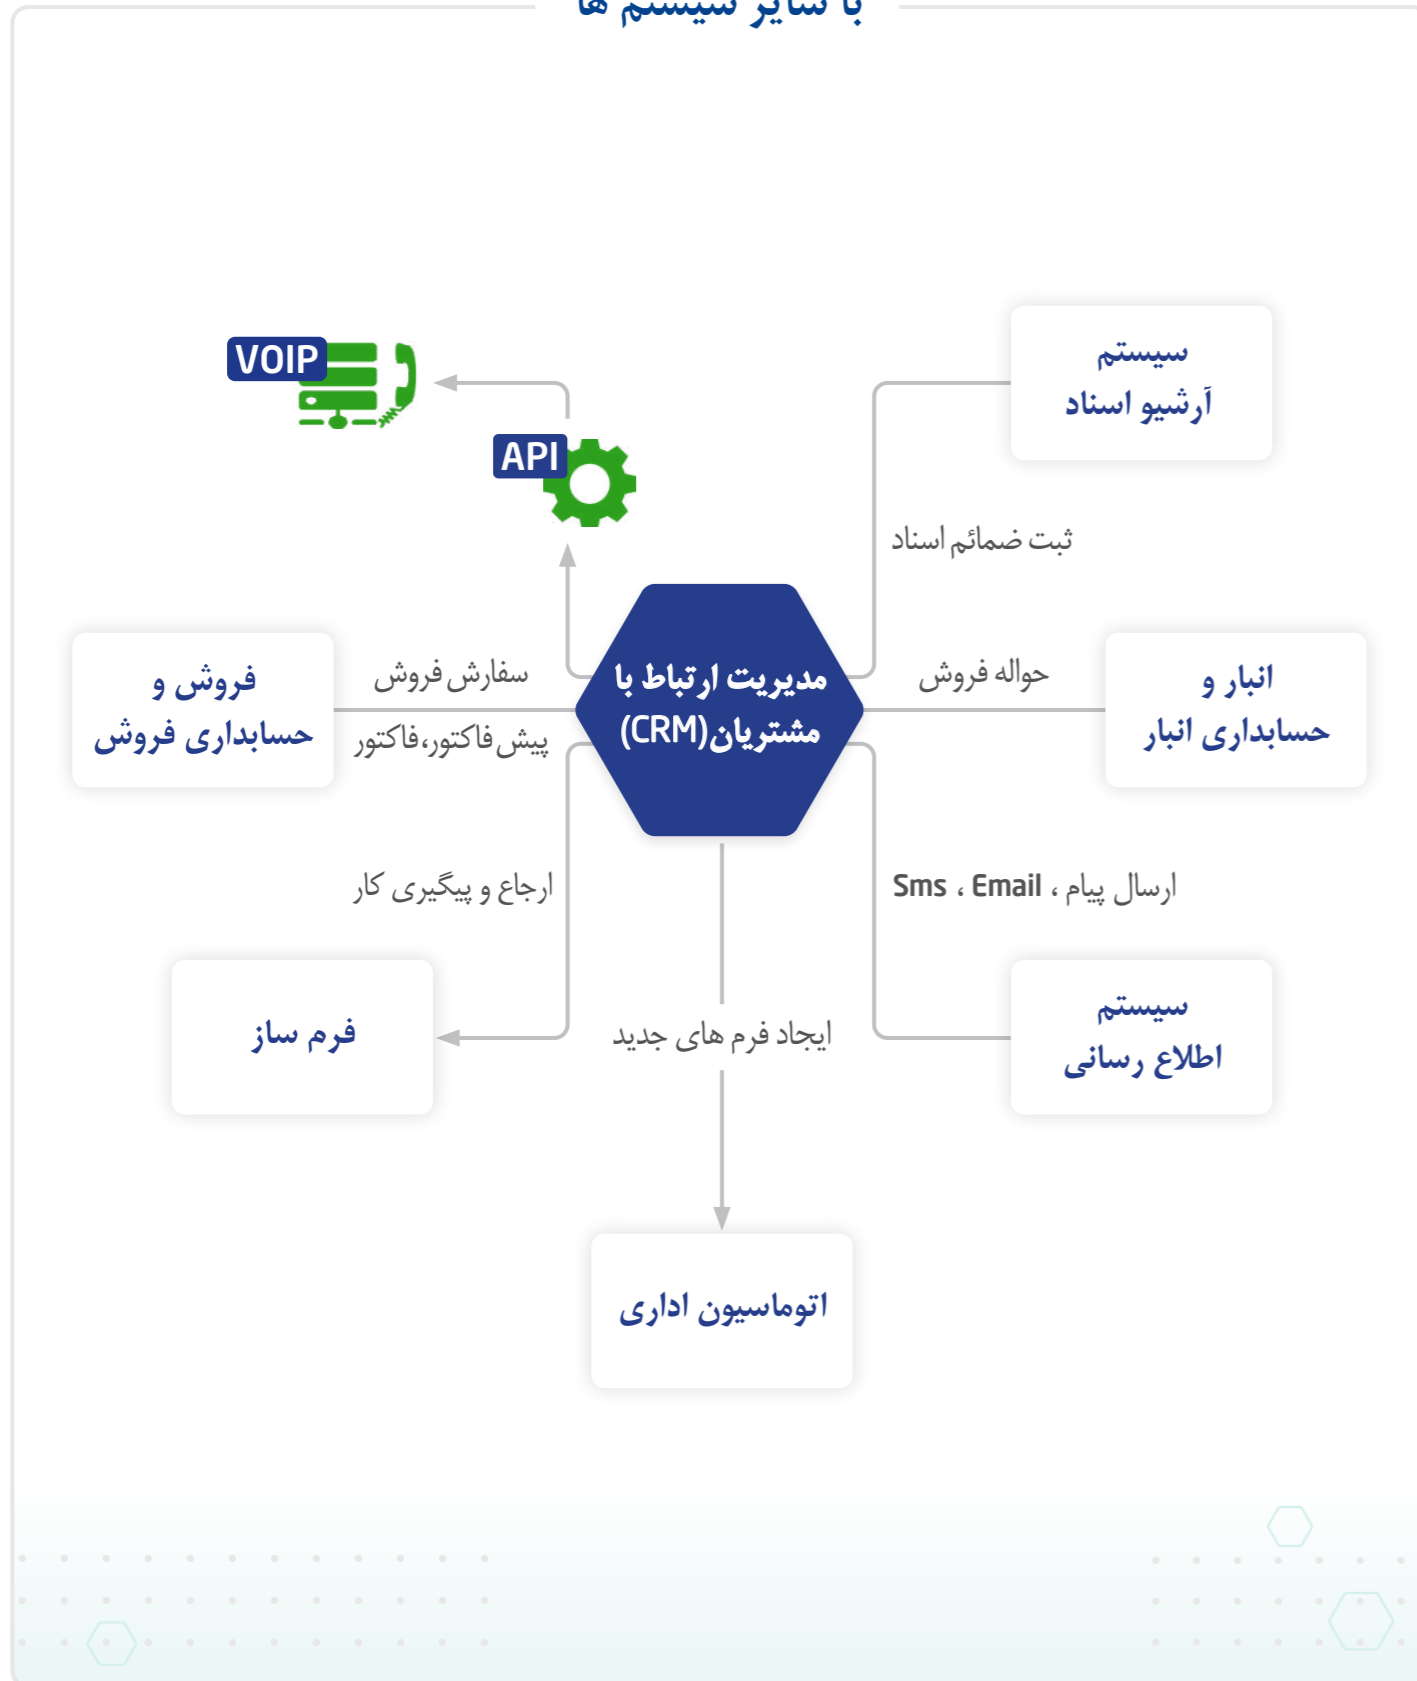 با سایر سیستم ها
سیستم
آرشیو اسناد
VOIP
API
ثبت ضمائم اسناد
انبار و
حسابداری انبار
حواله فروش
مدیریت ارتباط با
مشتریان(CRM)
سفارش فروش
پیش فاکتور،فاکتور
فروش و
حسابداری فروش
ارسال پیام ، Sms ، Email
ارجاع و پیگیری کار
سیستم
اطلاع رسانی
ایجاد فرم های جدید
فرم ساز
اتوماسیون اداری